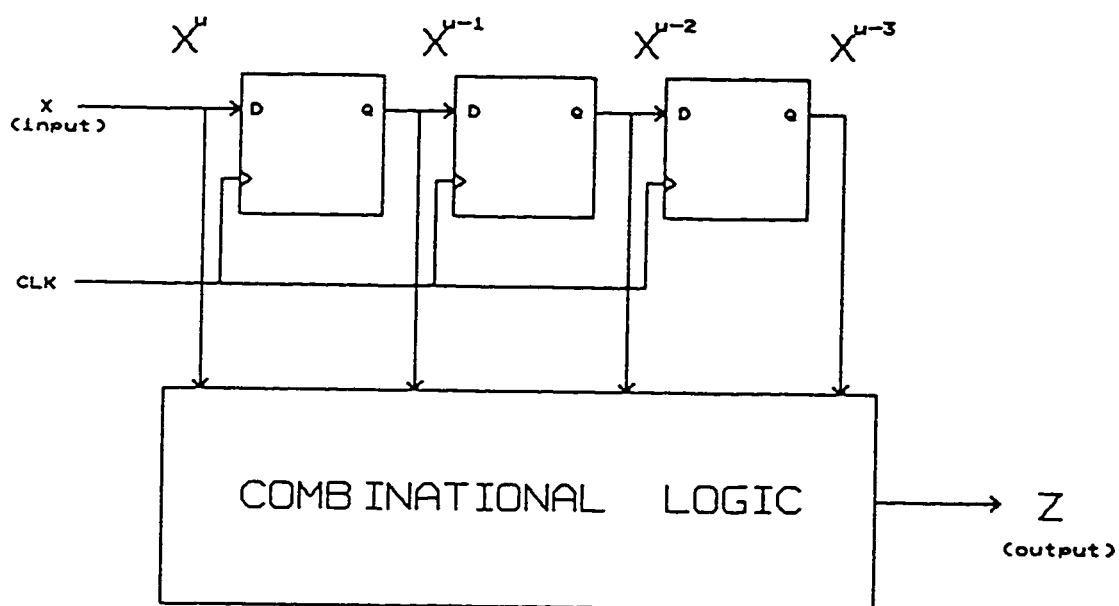 X^μ X^μ-1 X^μ-2 X^μ-3
D Q D Q D Q
X
(input)
CLK
COMBINATIONAL LOGIC
Z
(output)